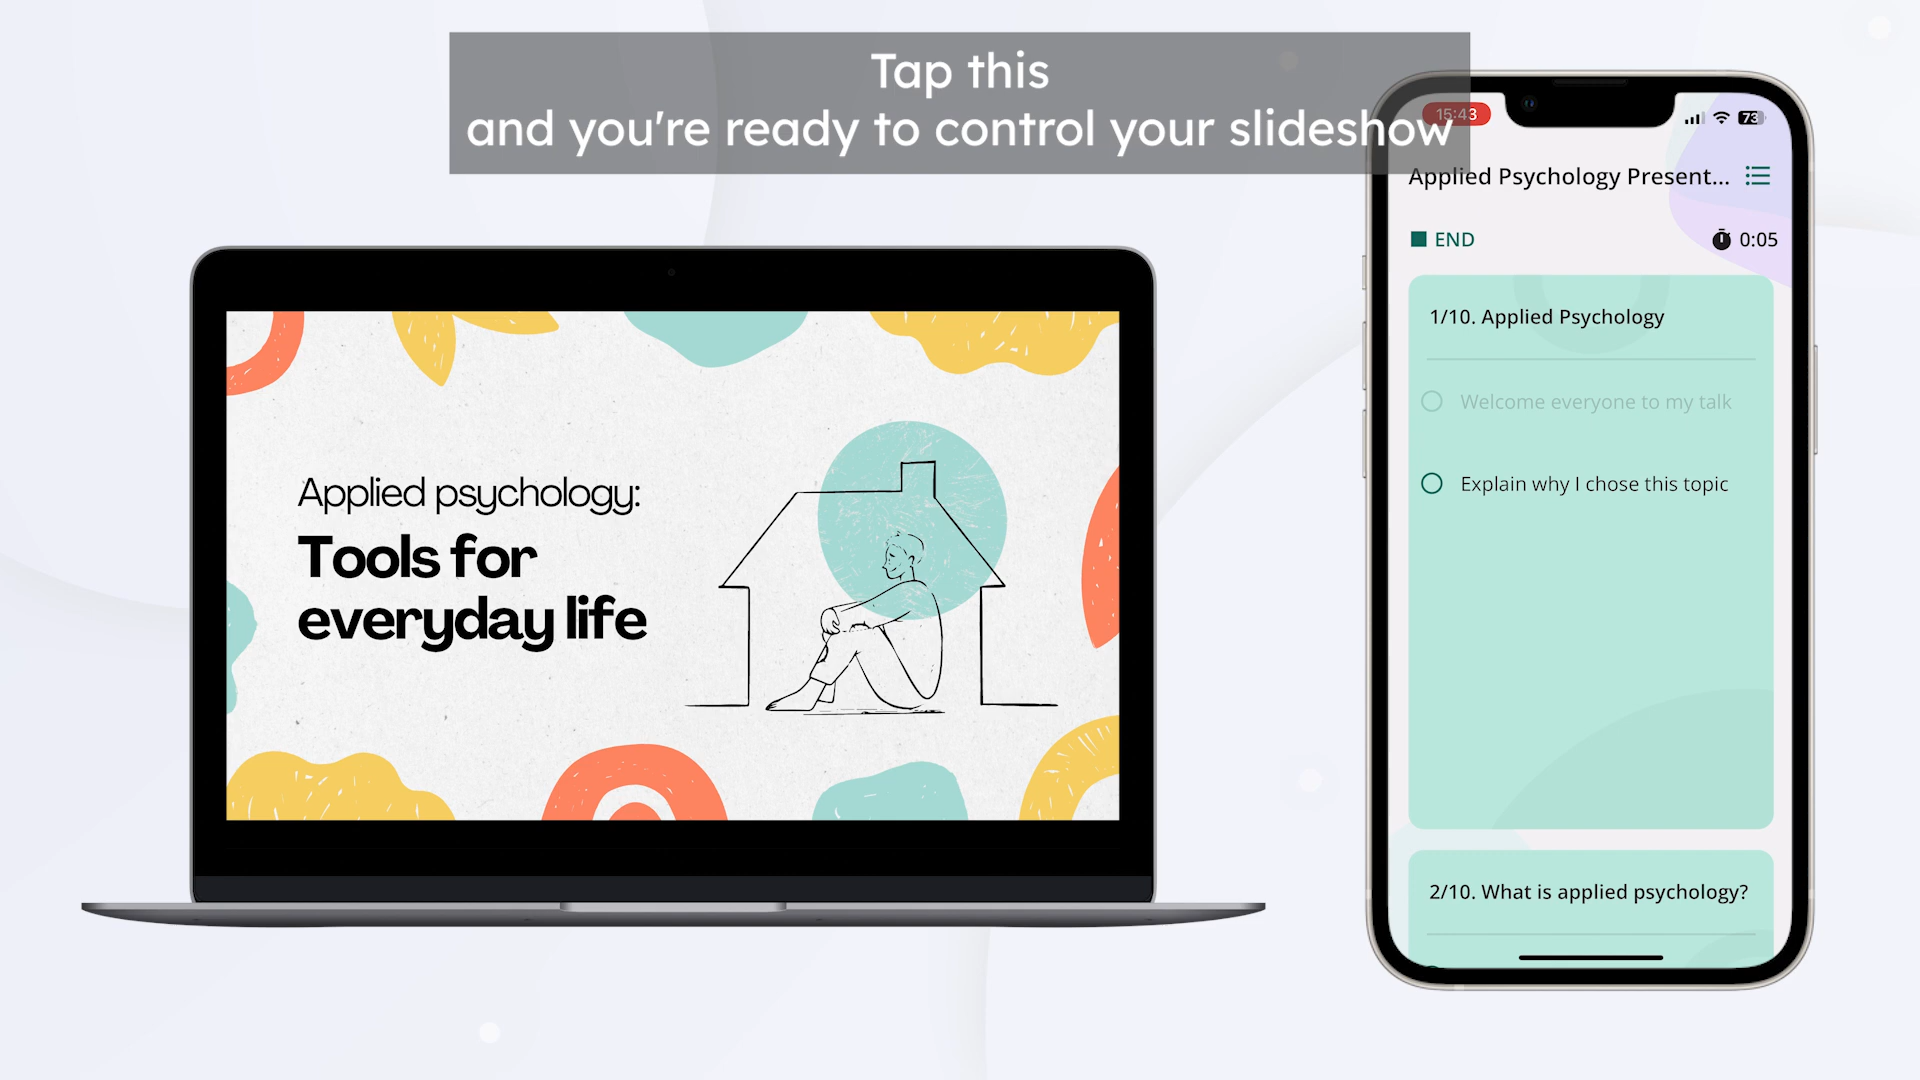 Tap this
and you're ready to control your slideshow
15:43
73
Applied Psychology Present...
END
0:05
1/10. Applied Psychology
Welcome everyone to my talk
Explain why I chose this topic
2/10. What is applied psychology?
Applied psychology:
Tools for
everyday life